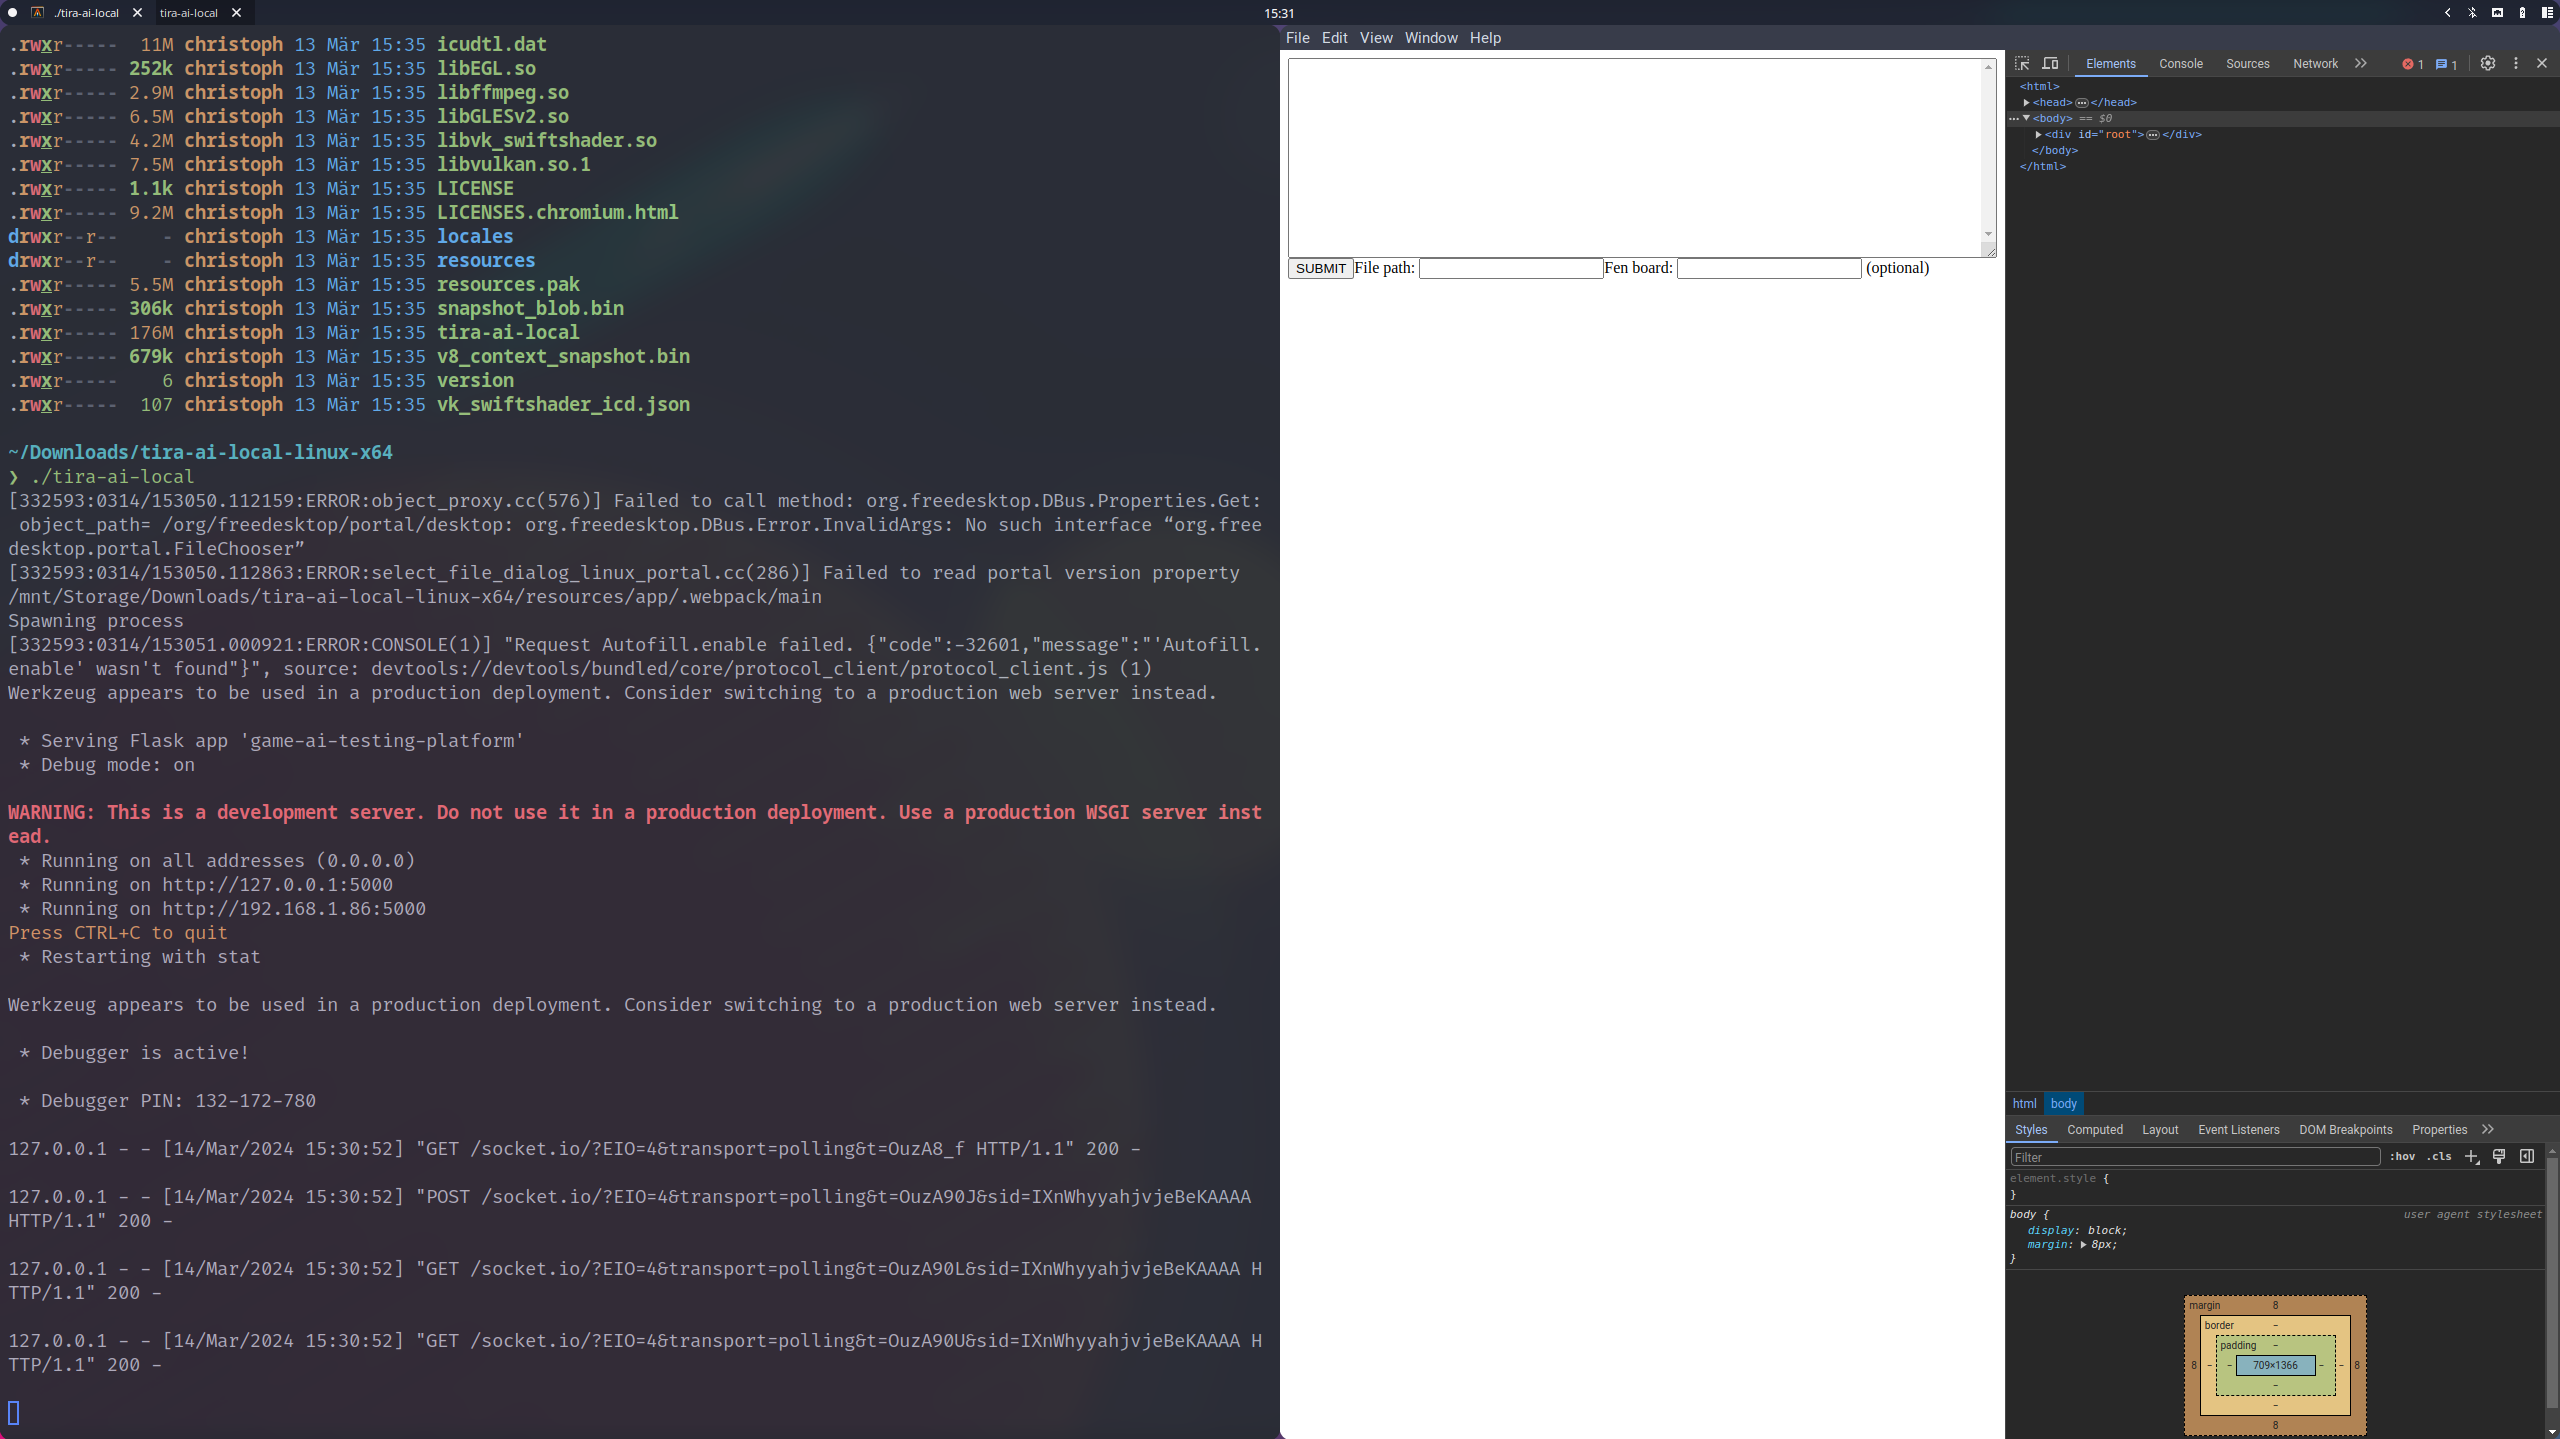 ./tira-ai-local
tira-ai-local
15:31
.rwxr----- 11M christoph 13 Mär 15:35 icudtl.dat
.rwxr----- 252k christoph 13 Mär 15:35 libEGL.so
.rwxr----- 2.9M christoph 13 Mär 15:35 libffmpeg.so
.rwxr----- 6.5M christoph 13 Mär 15:35 libGLESv2.so
.rwxr----- 4.2M christoph 13 Mär 15:35 libvk_swiftshader.so
.rwxr----- 7.5M christoph 13 Mär 15:35 libvulkan.so.1
.rwxr----- 1.1k christoph 13 Mär 15:35 LICENSE
.rwxr----- 9.2M christoph 13 Mär 15:35 LICENSES.chromium.html
drwxr--r-- - christoph 13 Mär 15:35 locales
drwxr--r-- - christoph 13 Mär 15:35 resources
.rwxr----- 5.5M christoph 13 Mär 15:35 resources.pak
.rwxr----- 306k christoph 13 Mär 15:35 snapshot_blob.bin
.rwxr----- 176M christoph 13 Mär 15:35 tira-ai-local
.rwxr----- 679k christoph 13 Mär 15:35 v8_context_snapshot.bin
.rwxr----- 6 christoph 13 Mär 15:35 version
.rwxr----- 107 christoph 13 Mär 15:35 vk_swiftshader_icd.json
~/Downloads/tira-ai-local-linux-x64
❯ ./tira-ai-local
[332593:0314/153050.112159:ERROR:object_proxy.cc(576)] Failed to call method: org.freedesktop.DBus.Properties.Get:
object_path= /org/freedesktop/portal/desktop: org.freedesktop.DBus.Error.InvalidArgs: No such interface “org.free
desktop.portal.FileChooser”
[332593:0314/153050.112863:ERROR:select_file_dialog_linux_portal.cc(286)] Failed to read portal version property
/mnt/Storage/Downloads/tira-ai-local-linux-x64/resources/app/.webpack/main
Spawning process
[332593:0314/153051.000921:ERROR:CONSOLE(1)] "Request Autofill.enable failed. {"code":-32601,"message":"'Autofill.
enable' wasn't found"}", source: devtools://devtools/bundled/core/protocol_client/protocol_client.js (1)
Werkzeug appears to be used in a production deployment. Consider switching to a production web server instead.
* Serving Flask app 'game-ai-testing-platform'
* Debug mode: on
WARNING: This is a development server. Do not use it in a production deployment. Use a production WSGI server inst
ead.
* Running on all addresses (0.0.0.0)
* Running on http://127.0.0.1:5000
* Running on http://192.168.1.86:5000
Press CTRL+C to quit
* Restarting with stat
Werkzeug appears to be used in a production deployment. Consider switching to a production web server instead.
* Debugger is active!
* Debugger PIN: 132-172-780
127.0.0.1 - - [14/Mar/2024 15:30:52] "GET /socket.io/?EIO=4&transport=polling&t=OuzA8_f HTTP/1.1" 200 -
127.0.0.1 - - [14/Mar/2024 15:30:52] "POST /socket.io/?EIO=4&transport=polling&t=OuzA90J&sid=IXnWhyyahjvjeBeKAAAA
HTTP/1.1" 200 -
127.0.0.1 - - [14/Mar/2024 15:30:52] "GET /socket.io/?EIO=4&transport=polling&t=OuzA90L&sid=IXnWhyyahjvjeBeKAAAA H
TTP/1.1" 200 -
127.0.0.1 - - [14/Mar/2024 15:30:52] "GET /socket.io/?EIO=4&transport=polling&t=OuzA90U&sid=IXnWhyyahjvjeBeKAAAA H
TTP/1.1" 200 -
File Edit View Window Help
SUBMIT File path: Fen board: (optional)
Elements Console Sources Network 1 1
<html>
<head> </head>
<body> == $0
<div id="root"> </div>
</body>
</html>
html body
Styles Computed Layout Event Listeners DOM Breakpoints Properties
Filter :hov .cls
element.style {
}
body { user agent stylesheet
display: block;
margin: 8px;
}
margin 8
border -
padding -
8 - - 709×1366 - - 8
-
-
8